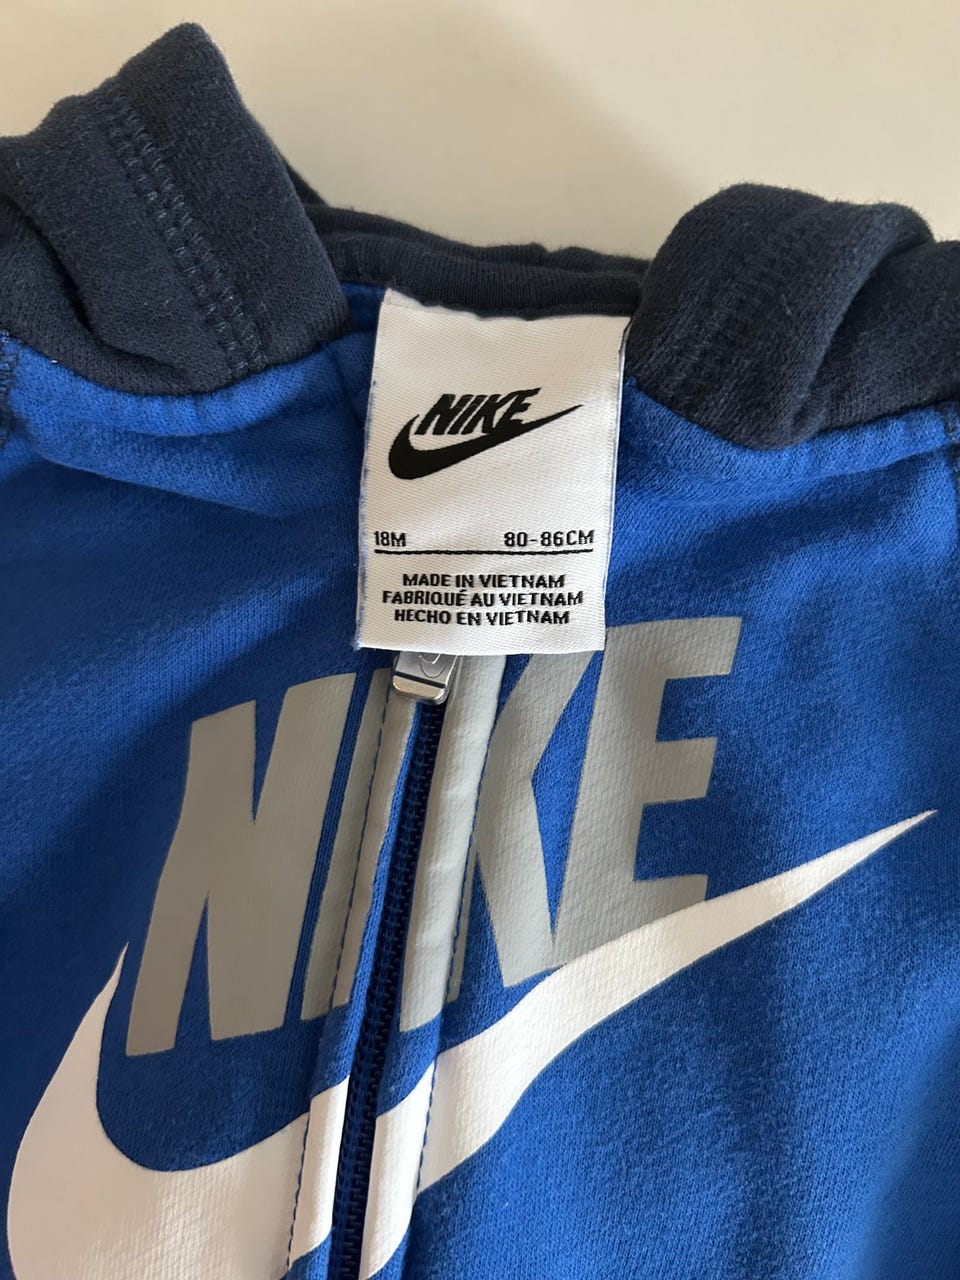 NIKE
18M 80-86CM
MADE IN VIETNAM
FABRIQUÉ AU VIETNAM
HECHO EN VIETNAM
NIKE